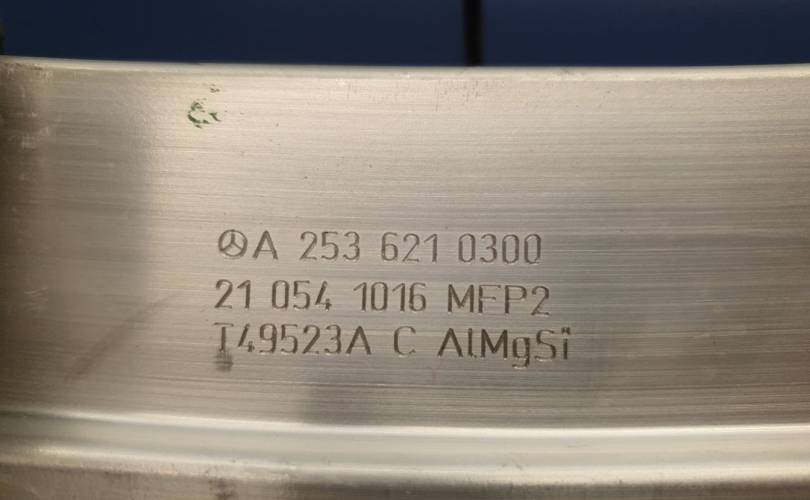 A 253 621 0300
21 054 1016 MFP2
T49523A C AlMgSi